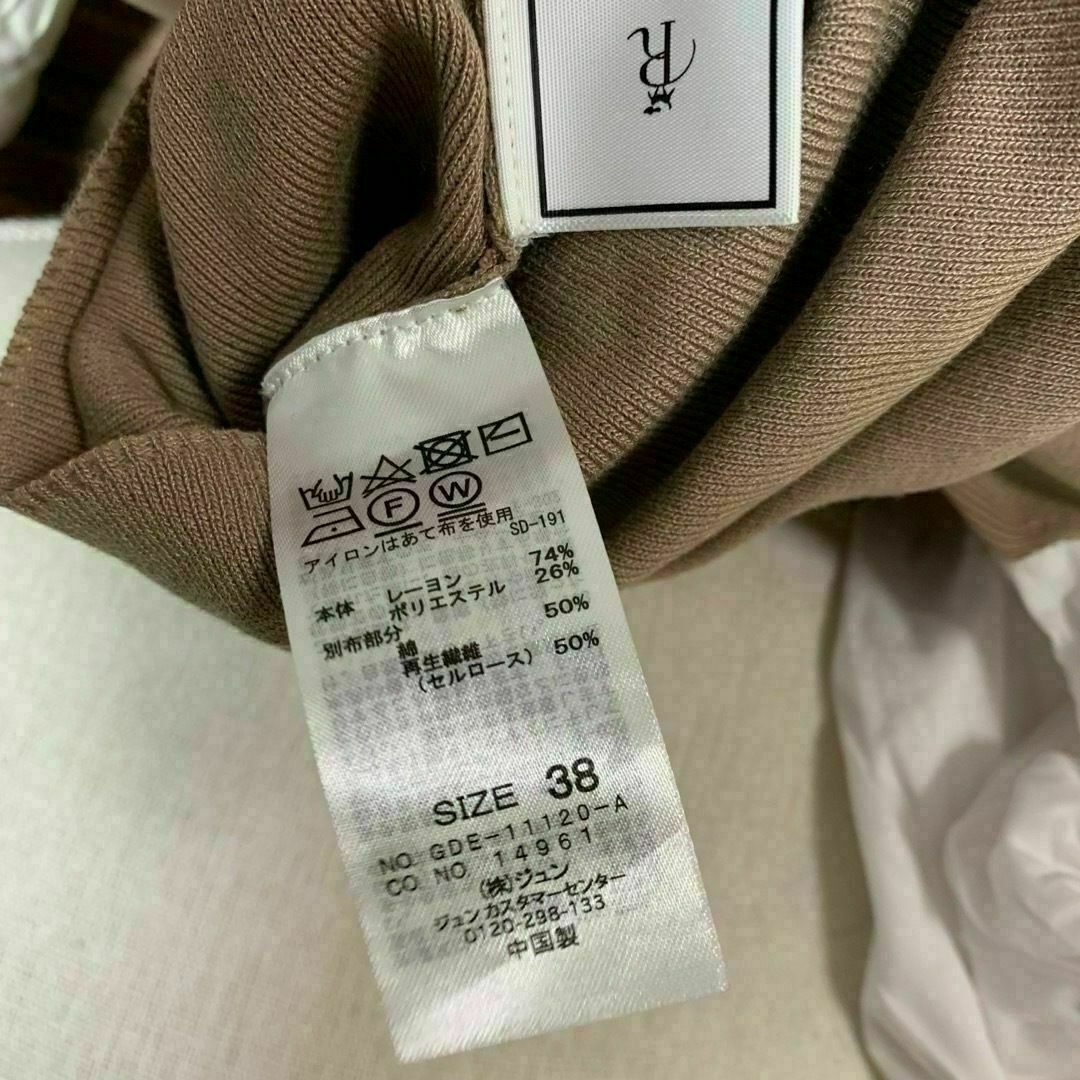 R
F W
L-303
アイロンはあて布を使用 SD-191
本体 レーヨン 74%
ポリエステル 26%
別布部分
綿 50%
再生繊維 50%
(セルロース)
SIZE 38
NO. GDE-11120-A
CO. NO 14961
(株)ジュン
ジュン カスタマーセンター
0120-298-133
中国製